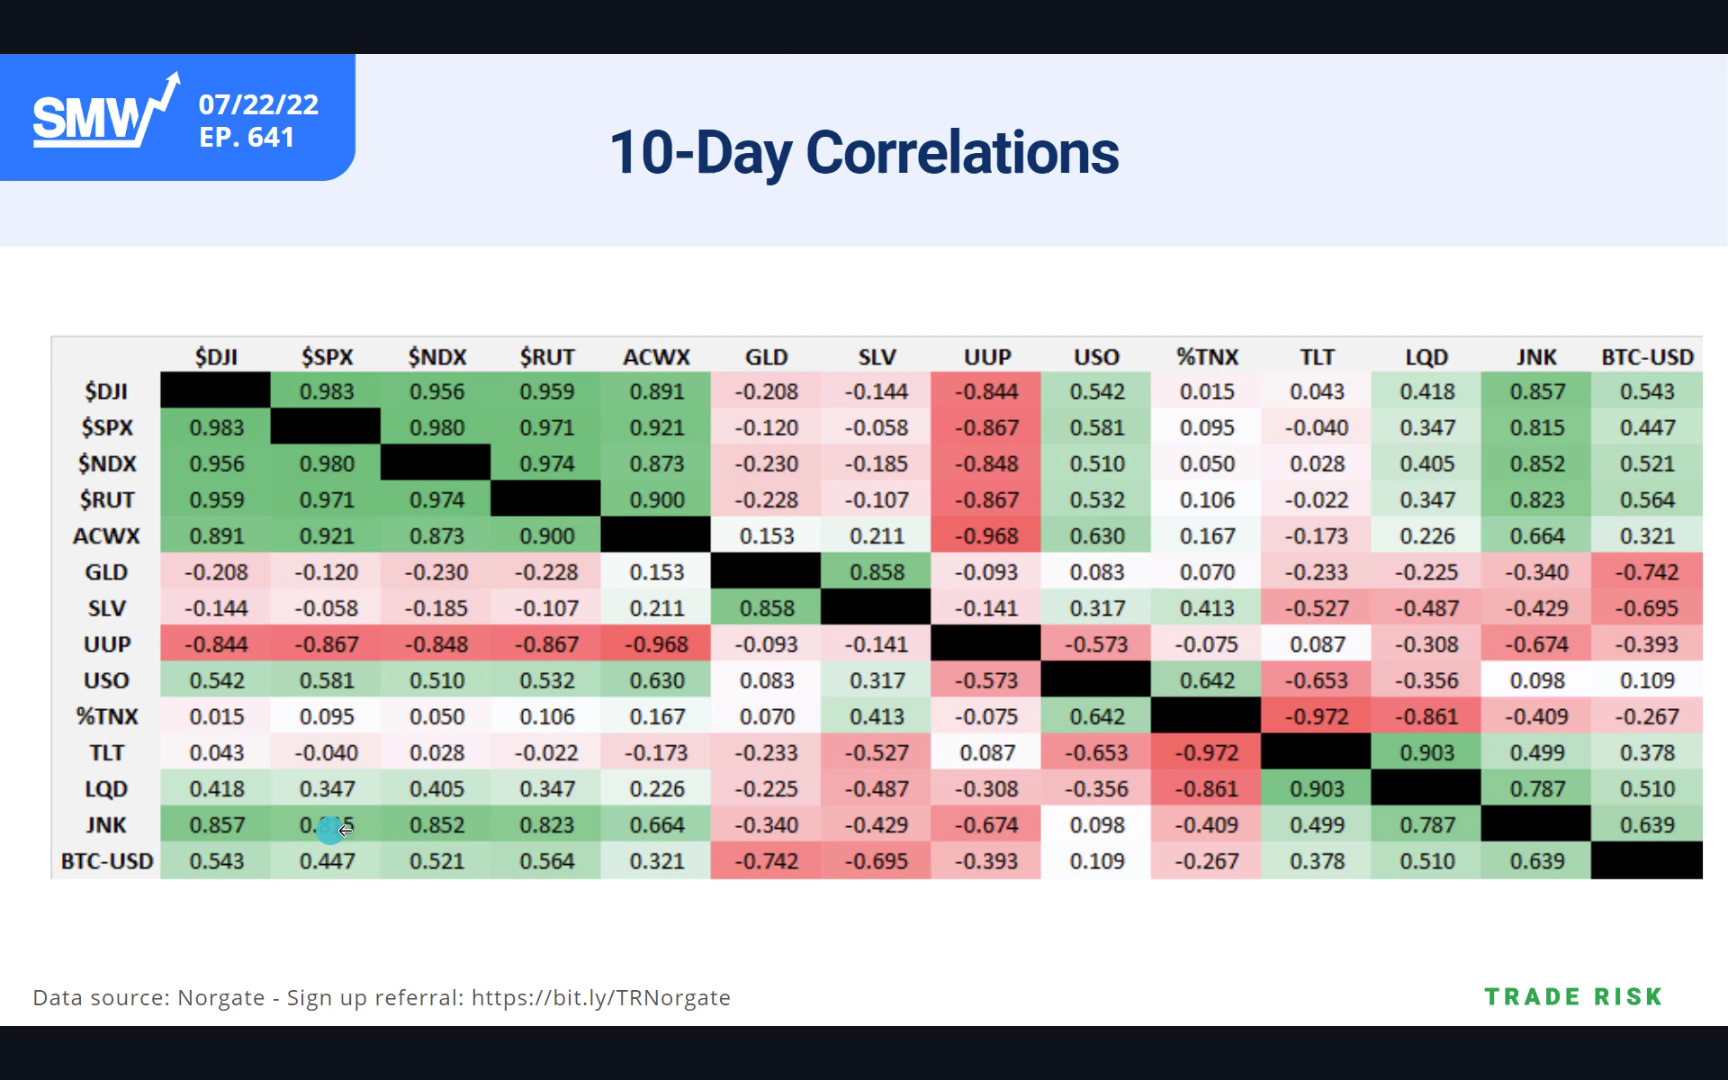 SMW
07/22/22
EP. 641
10-Day Correlations
$DJI $SPX $NDX $RUT ACWX GLD SLV UUP USO %TNX TLT LQD JNK BTC-USD
$DJI 0.983 0.956 0.959 0.891 -0.208 -0.144 -0.844 0.542 0.015 0.043 0.418 0.857 0.543
$SPX 0.983 0.980 0.971 0.921 -0.120 -0.058 -0.867 0.581 0.095 -0.040 0.347 0.815 0.447
$NDX 0.956 0.980 0.974 0.873 -0.230 -0.185 -0.848 0.510 0.050 0.028 0.405 0.852 0.521
$RUT 0.959 0.971 0.974 0.900 -0.228 -0.107 -0.867 0.532 0.106 -0.022 0.347 0.823 0.564
ACWX 0.891 0.921 0.873 0.900 0.153 0.211 -0.968 0.630 0.167 -0.173 0.226 0.664 0.321
GLD -0.208 -0.120 -0.230 -0.228 0.153 0.858 -0.093 0.083 0.070 -0.233 -0.225 -0.340 -0.742
SLV -0.144 -0.058 -0.185 -0.107 0.211 0.858 -0.141 0.317 0.413 -0.527 -0.487 -0.429 -0.695
UUP -0.844 -0.867 -0.848 -0.867 -0.968 -0.093 -0.141 -0.573 -0.075 0.087 -0.308 -0.674 -0.393
USO 0.542 0.581 0.510 0.532 0.630 0.083 0.317 -0.573 0.642 -0.653 -0.356 0.098 0.109
%TNX 0.015 0.095 0.050 0.106 0.167 0.070 0.413 -0.075 0.642 -0.972 -0.861 -0.409 -0.267
TLT 0.043 -0.040 0.028 -0.022 -0.173 -0.233 -0.527 0.087 -0.653 -0.972 0.903 0.499 0.378
LQD 0.418 0.347 0.405 0.347 0.226 -0.225 -0.487 -0.308 -0.356 -0.861 0.903 0.787 0.510
JNK 0.857 0.815 0.852 0.823 0.664 -0.340 -0.429 -0.674 0.098 -0.409 0.499 0.787 0.639
BTC-USD 0.543 0.447 0.521 0.564 0.321 -0.742 -0.695 -0.393 0.109 -0.267 0.378 0.510 0.639
Data source: Norgate - Sign up referral: https://bit.ly/TRNorgate
TRADE RISK